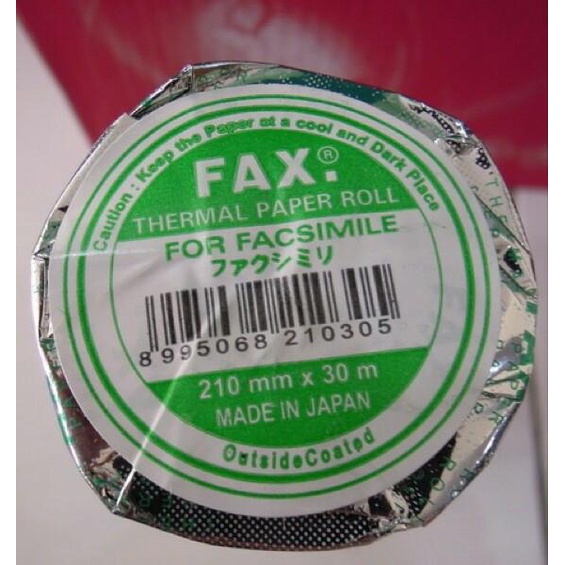 Caution : Keep the Paper at a cool and Dark Place
FAX.®
THERMAL PAPER ROLL
FOR FACSIMILE
ファクシミリ
8 995068 210305
210 mm x 30 m
MADE IN JAPAN
OutsideCoated